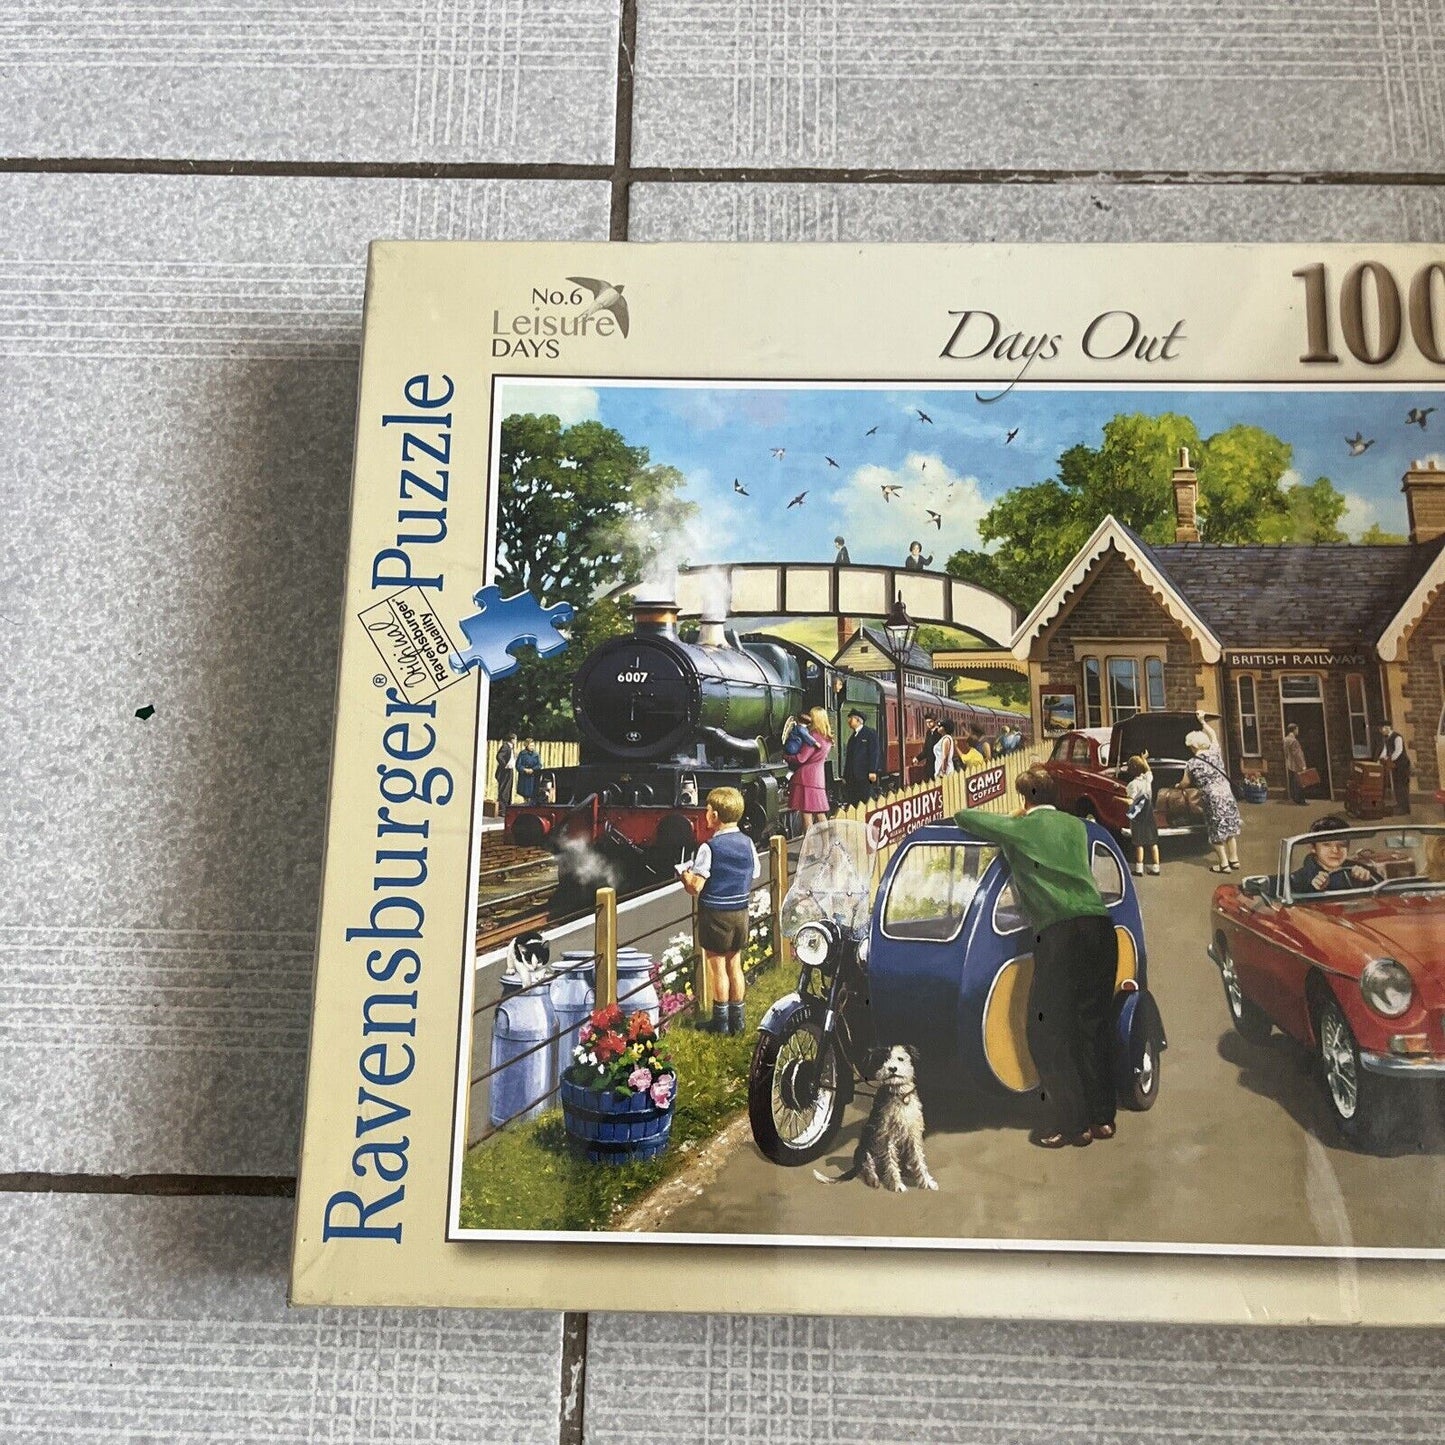 No.6
Leisure
DAYS
Days Out
100
Ravensburger® Puzzle
Original
Ravensburger®
Quality
6007
BRITISH RAILWAYS
CADBURY'S
CHOCOLATE
CAMP
COFFEE